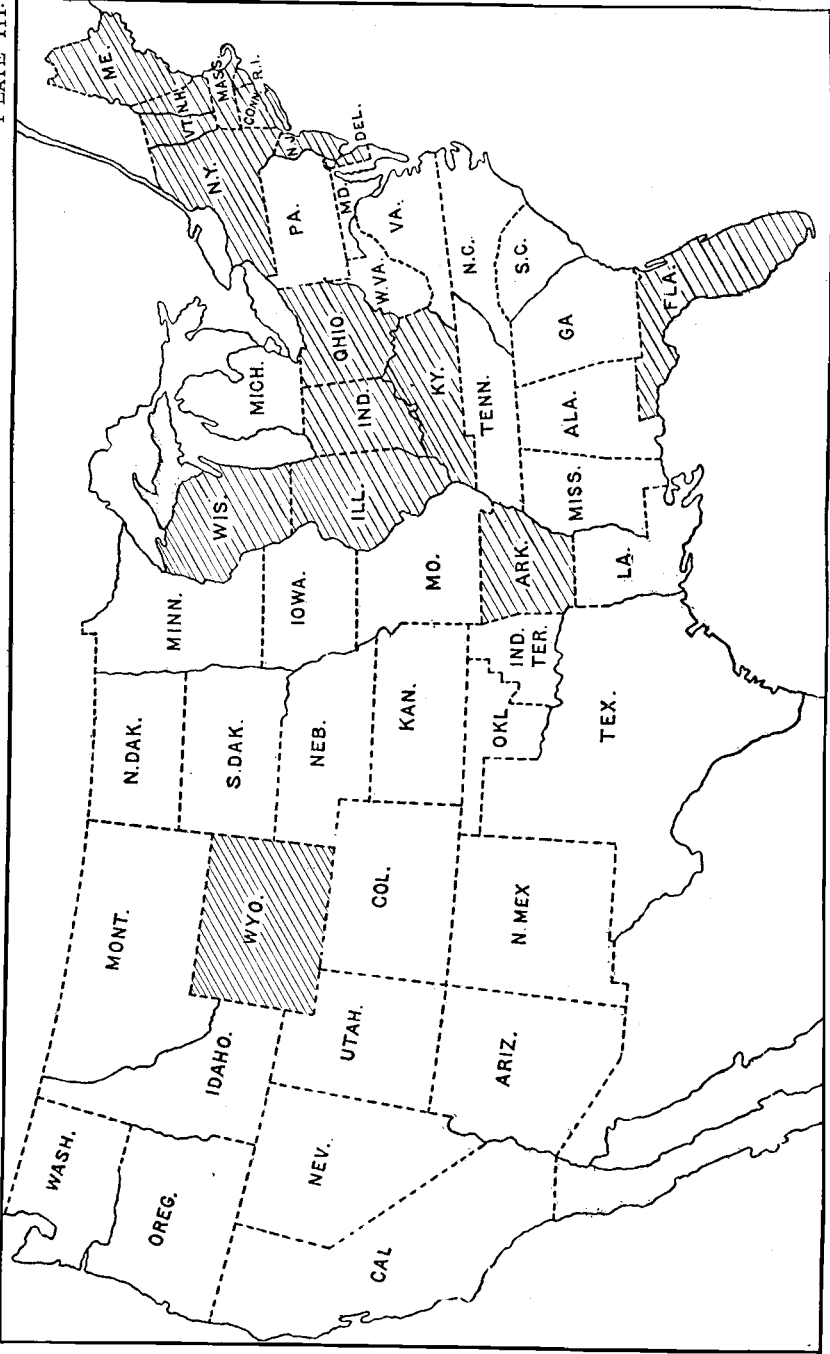 PLATE III.
WASH.
OREG.
CAL
NEV.
IDAHO.
MONT.
WYO.
UTAH.
ARIZ.
COL.
N.MEX
N.DAK.
S.DAK.
NEB.
KAN.
OKL.
IND.
TER.
TEX.
MINN.
IOWA.
MO.
ARK.
LA.
WIS.
ILL.
MICH.
IND.
OHIO.
KY.
TENN.
MISS.
ALA.
GA
FLA.
S.C.
N.C.
VA.
W.VA.
MD.
DEL.
PA.
N.J.
N.Y.
CONN.
R.I.
MASS.
VT.
N.H.
ME.